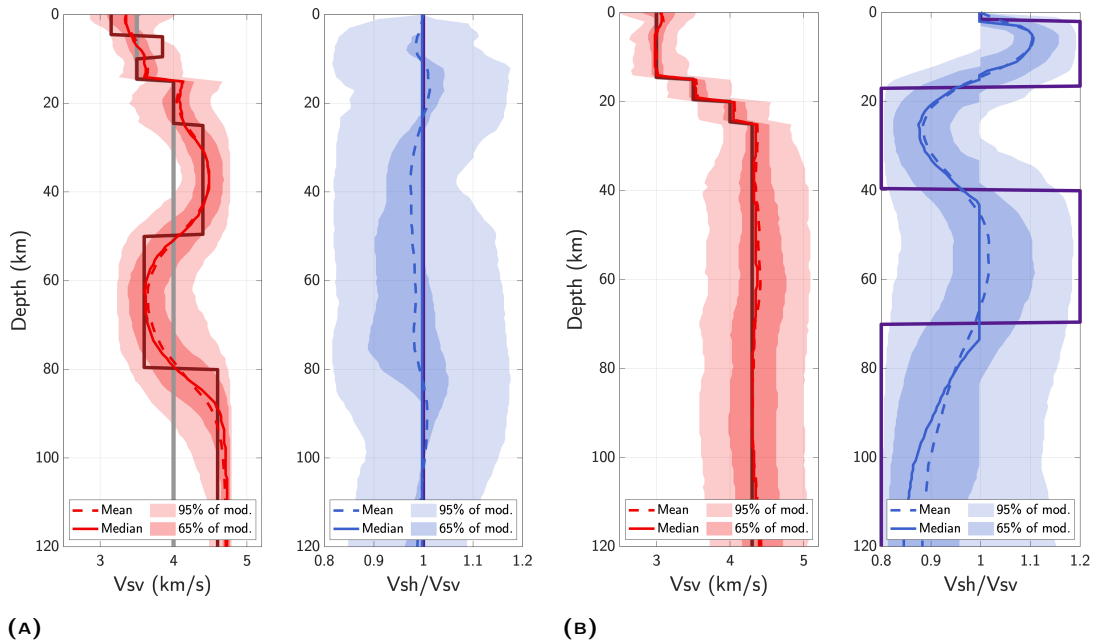 0
20
40
60
80
100
120
Depth (km)
3
4
5
Vsv (km/s)
Mean
Median
95% of mod.
65% of mod.
0
20
40
60
80
100
120
0.8
0.9
1
1.1
1.2
Vsh/Vsv
Mean
Median
95% of mod.
65% of mod.
(A)
0
20
40
60
80
100
120
Depth (km)
3
4
5
Vsv (km/s)
Mean
Median
95% of mod.
65% of mod.
0
20
40
60
80
100
120
0.8
0.9
1
1.1
1.2
Vsh/Vsv
Mean
Median
95% of mod.
65% of mod.
(B)